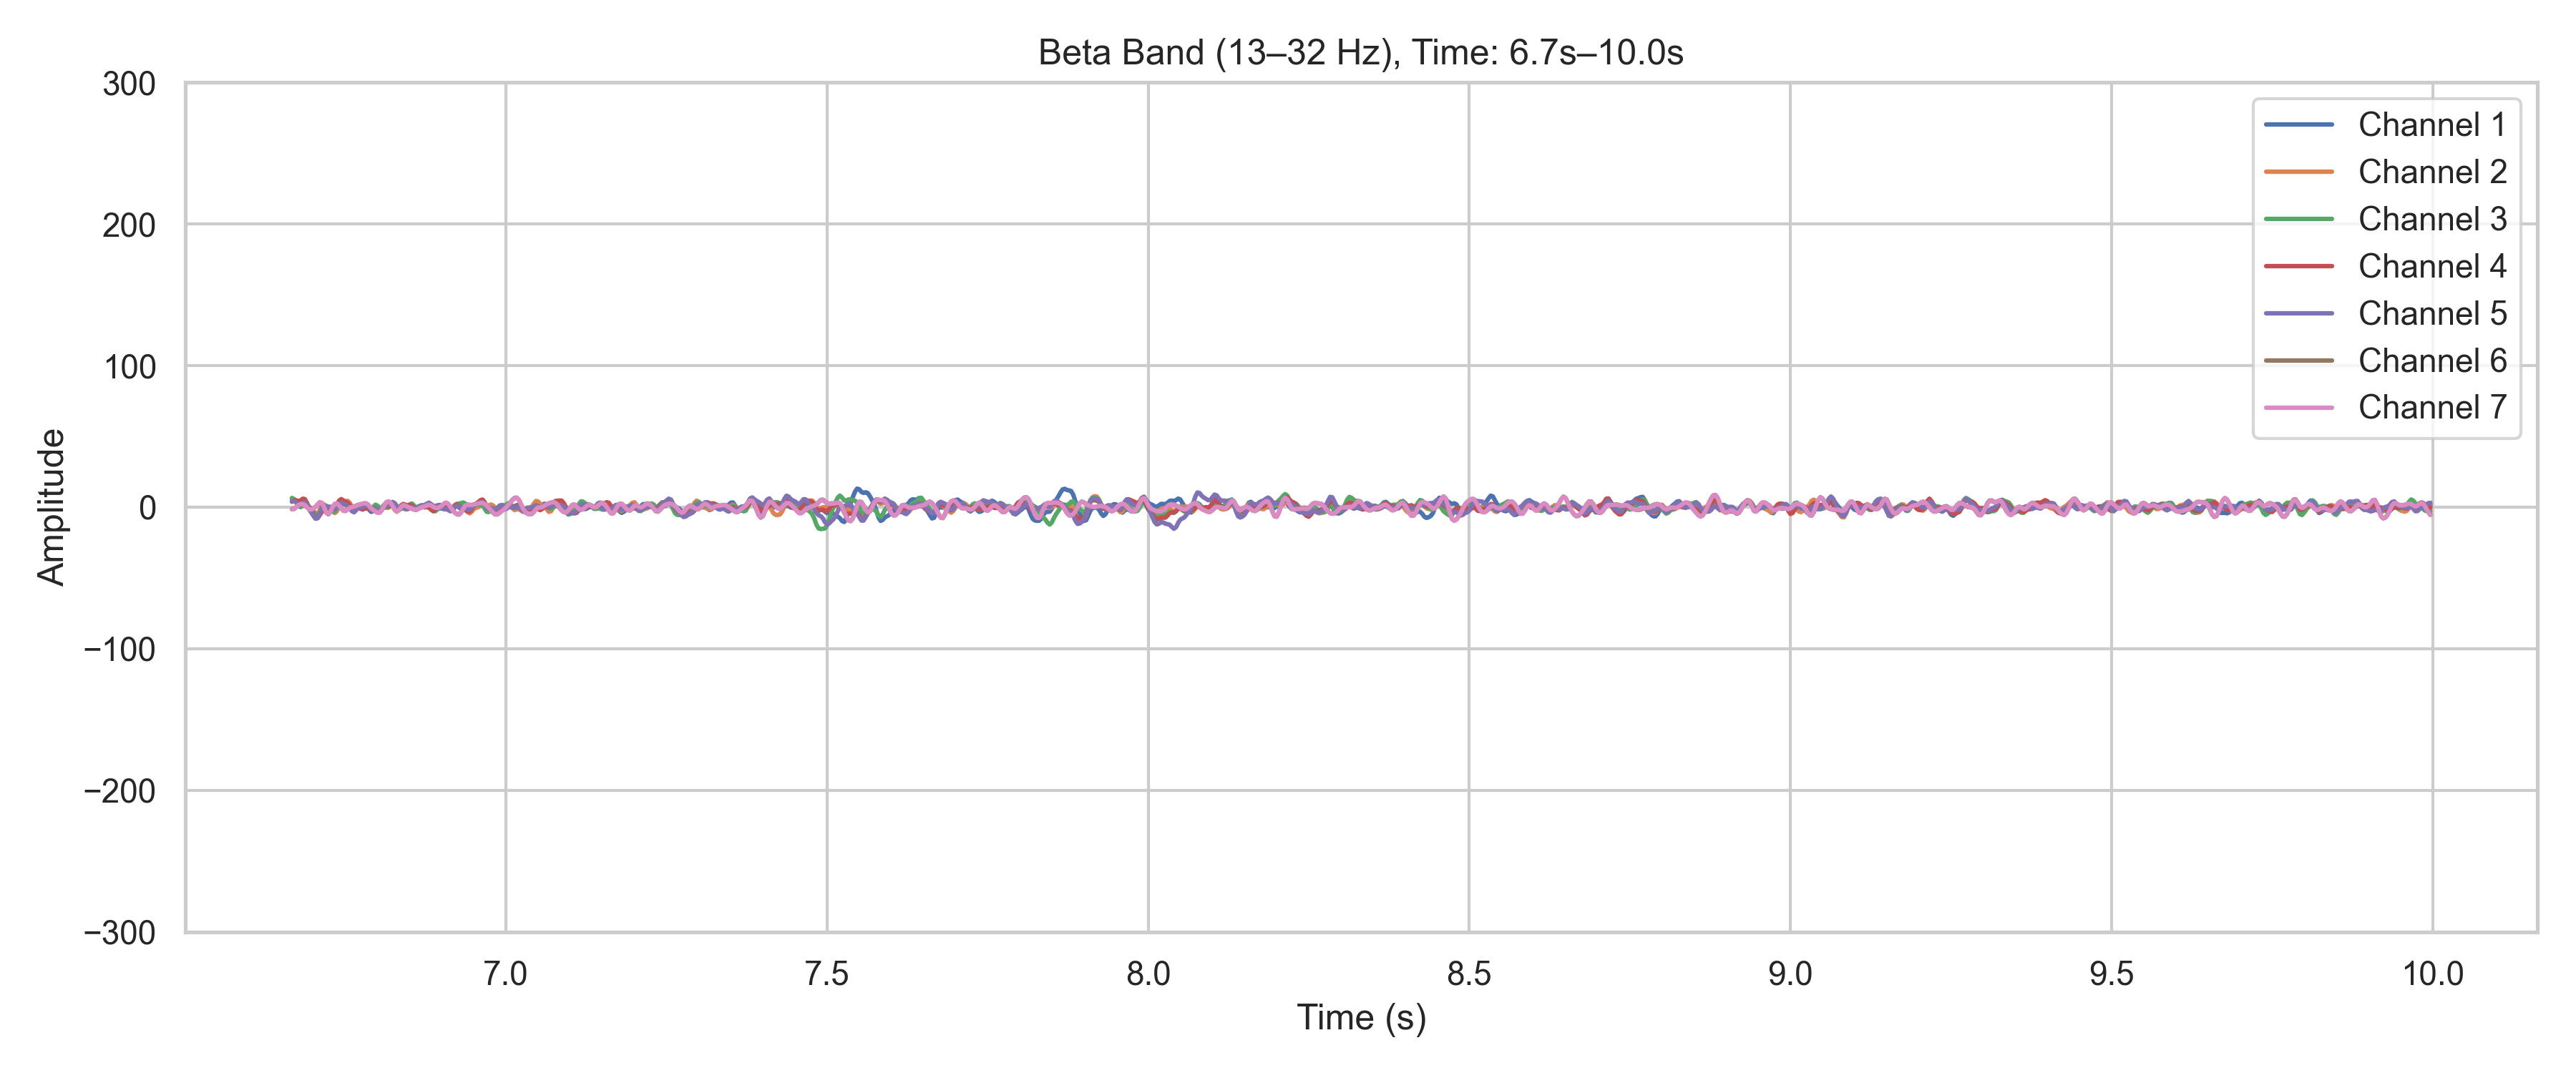 Beta Band (13–32 Hz), Time: 6.7s–10.0s
300
200
100
0
−100
−200
−300
Amplitude
Channel 1
Channel 2
Channel 3
Channel 4
Channel 5
Channel 6
Channel 7
7.0 7.5 8.0 8.5 9.0 9.5 10.0
Time (s)